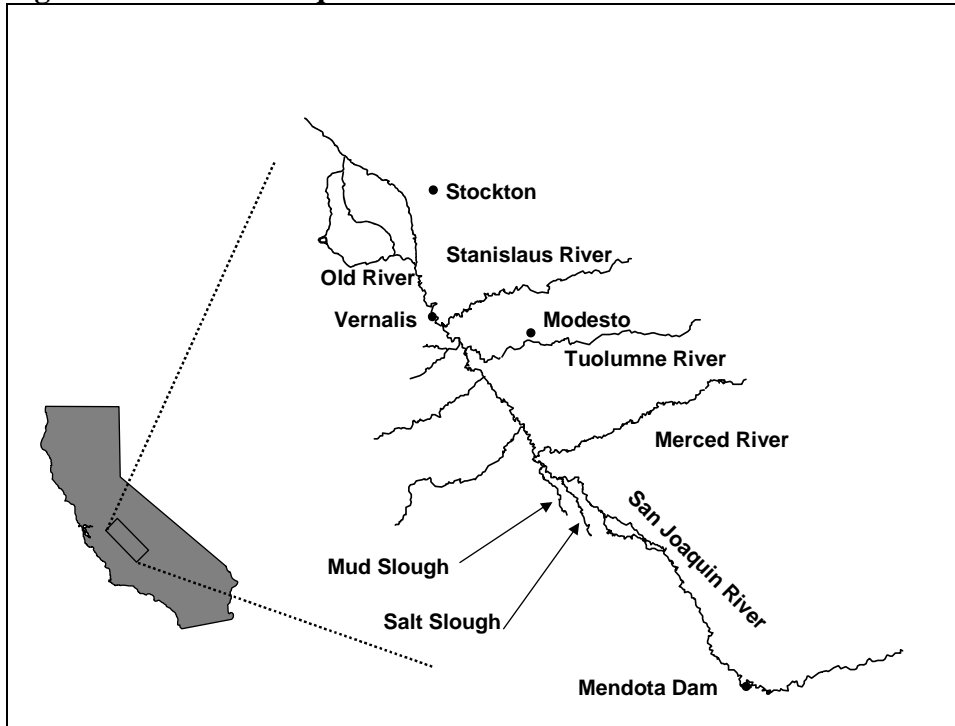 Stockton
Stanislaus River
Old River
Vernalis
Modesto
Tuolumne River
Merced River
San Joaquin River
Mud Slough
Salt Slough
Mendota Dam